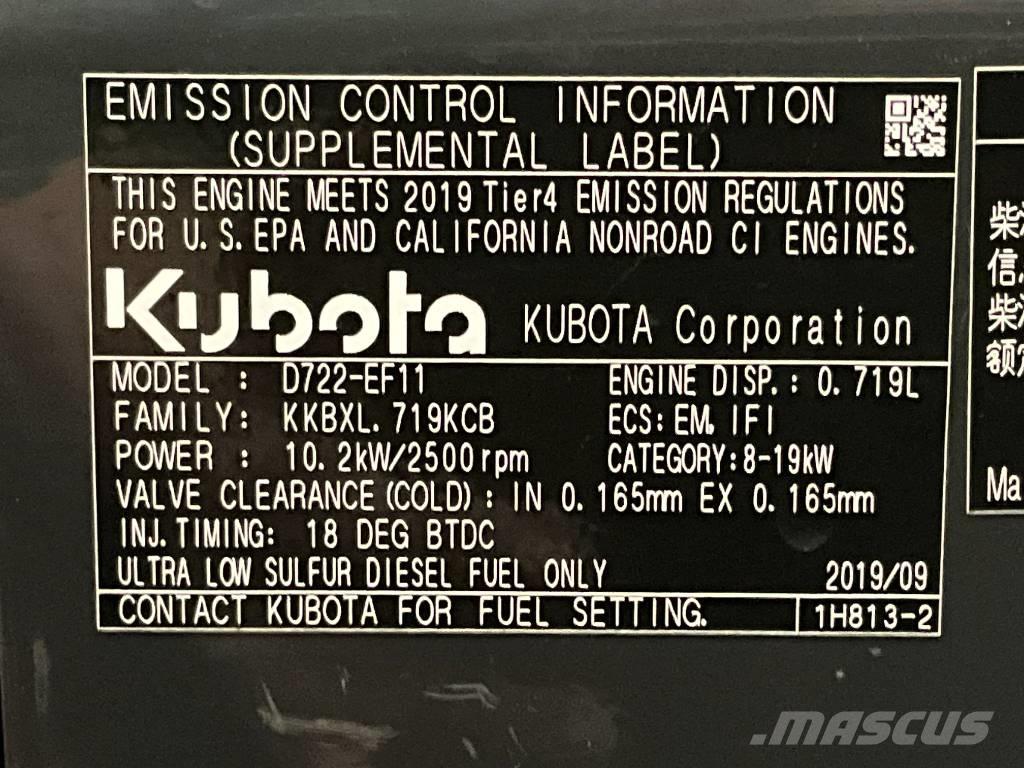 EMISSION CONTROL INFORMATION
(SUPPLEMENTAL LABEL)
THIS ENGINE MEETS 2019 Tier4 EMISSION REGULATIONS
FOR U.S.EPA AND CALIFORNIA NONROAD CI ENGINES.
Kubota KUBOTA Corporation
MODEL : D722-EF11 ENGINE DISP.: 0.719L
FAMILY: KKBXL.719KCB ECS: EM, IFI
POWER : 10.2kW/2500rpm CATEGORY:8-19kW
VALVE CLEARANCE(COLD): IN 0.165mm EX 0.165mm
INJ.TIMING: 18 DEG BTDC
ULTRA LOW SULFUR DIESEL FUEL ONLY 2019/09
CONTACT KUBOTA FOR FUEL SETTING. 1H813-2
柴
信
柴
额
Ma
.MASCUS